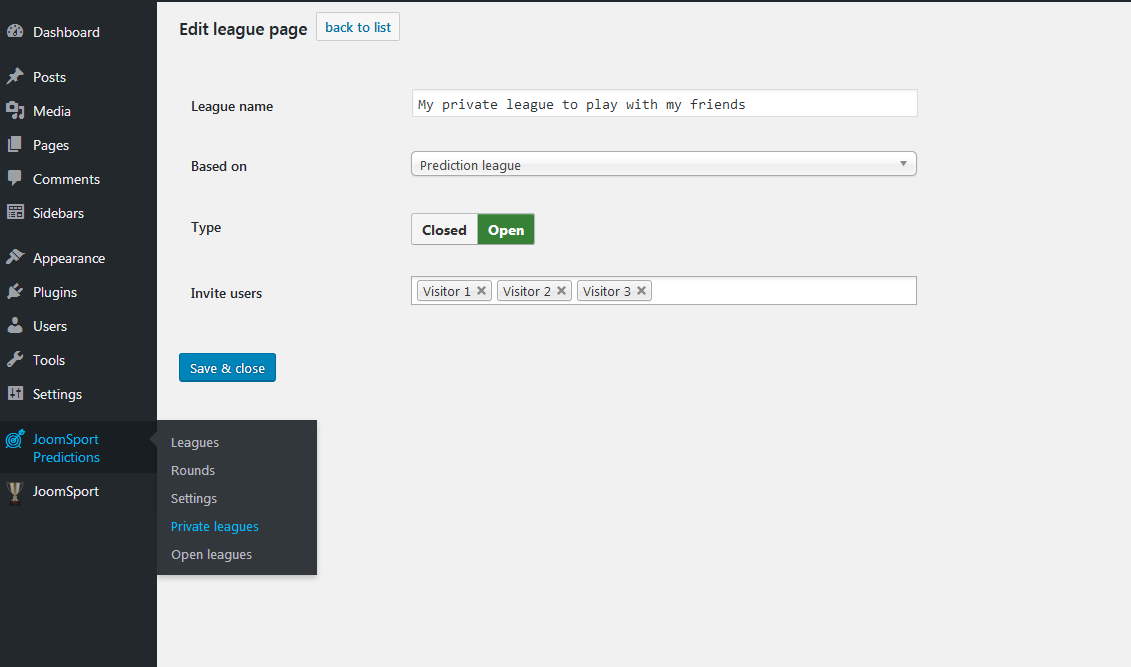 Dashboard
Posts
Media
Pages
Comments
Sidebars
Appearance
Plugins
Users
Tools
Settings
JoomSport
Predictions
JoomSport
Leagues
Rounds
Settings
Private leagues
Open leagues
Edit league page back to list
League name My private league to play with my friends
Based on Prediction league
Type Closed Open
Invite users Visitor 1 Visitor 2 Visitor 3
Save & close